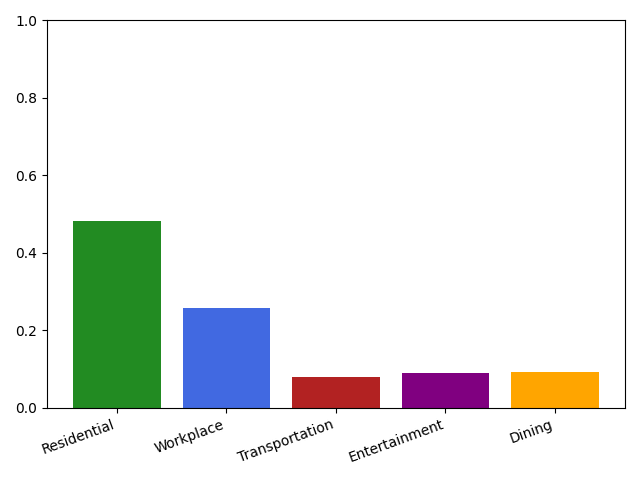 1.0
0.8
0.6
0.4
0.2
0.0
Residential
Workplace
Transportation
Entertainment
Dining